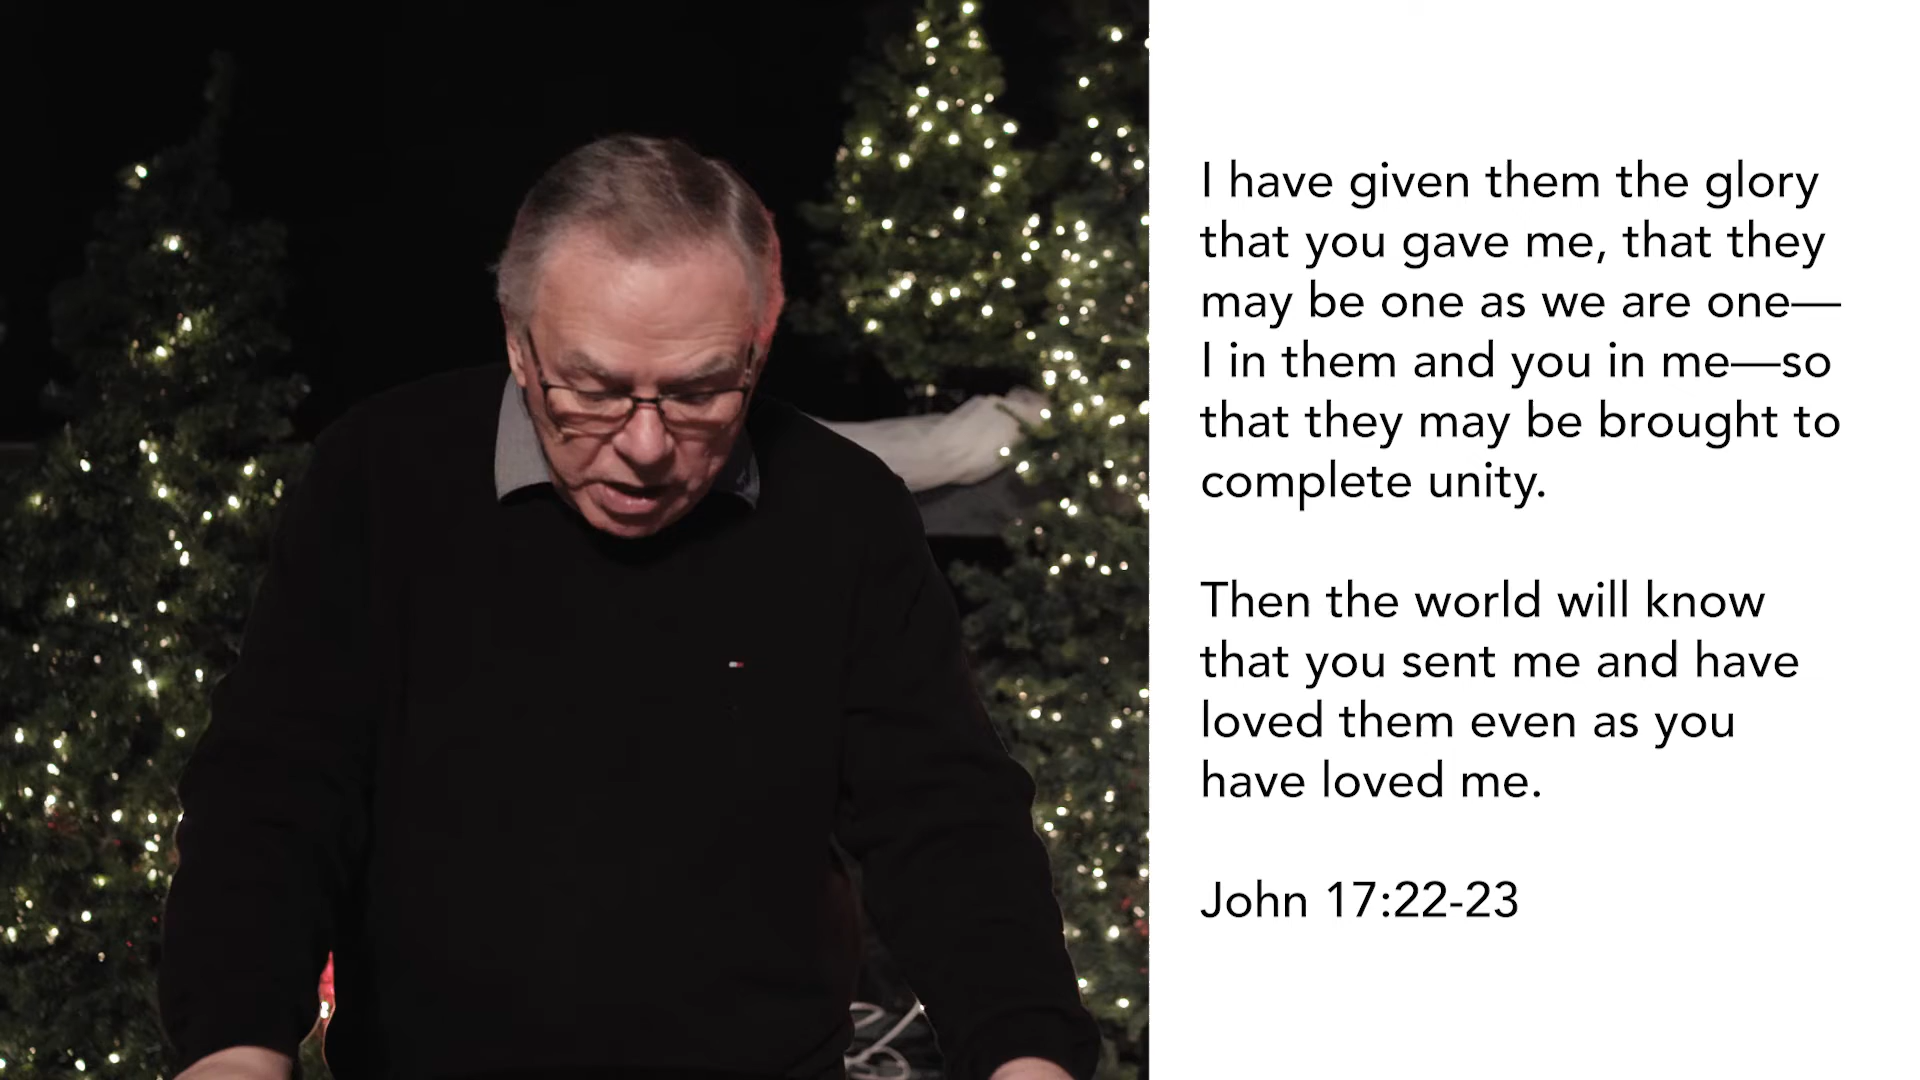 I have given them the glory
that you gave me, that they
may be one as we are one—
I in them and you in me—so
that they may be brought to
complete unity.
Then the world will know
that you sent me and have
loved them even as you
have loved me.
John 17:22-23